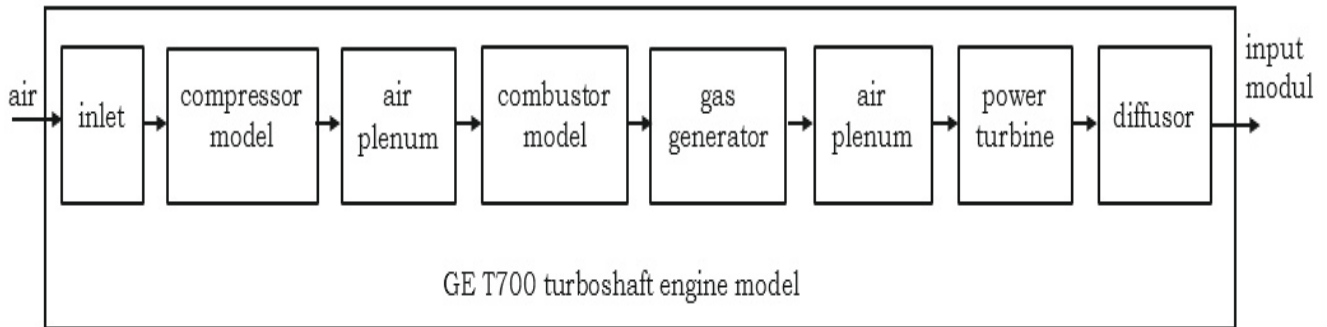 air
inlet
compressor
model
air
plenum
combustor
model
gas
generator
air
plenum
power
turbine
diffusor
input
modul
GE T700 turboshaft engine model